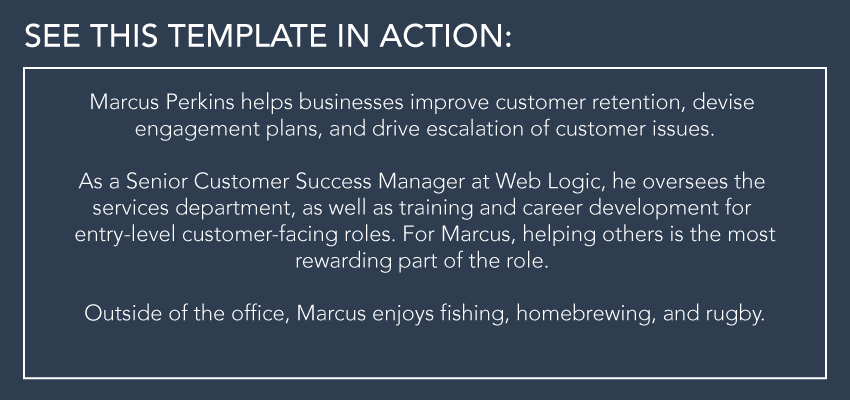 SEE THIS TEMPLATE IN ACTION:
Marcus Perkins helps businesses improve customer retention, devise
engagement plans, and drive escalation of customer issues.
As a Senior Customer Success Manager at Web Logic, he oversees the
services department, as well as training and career development for
entry-level customer-facing roles. For Marcus, helping others is the most
rewarding part of the role.
Outside of the office, Marcus enjoys fishing, homebrewing, and rugby.